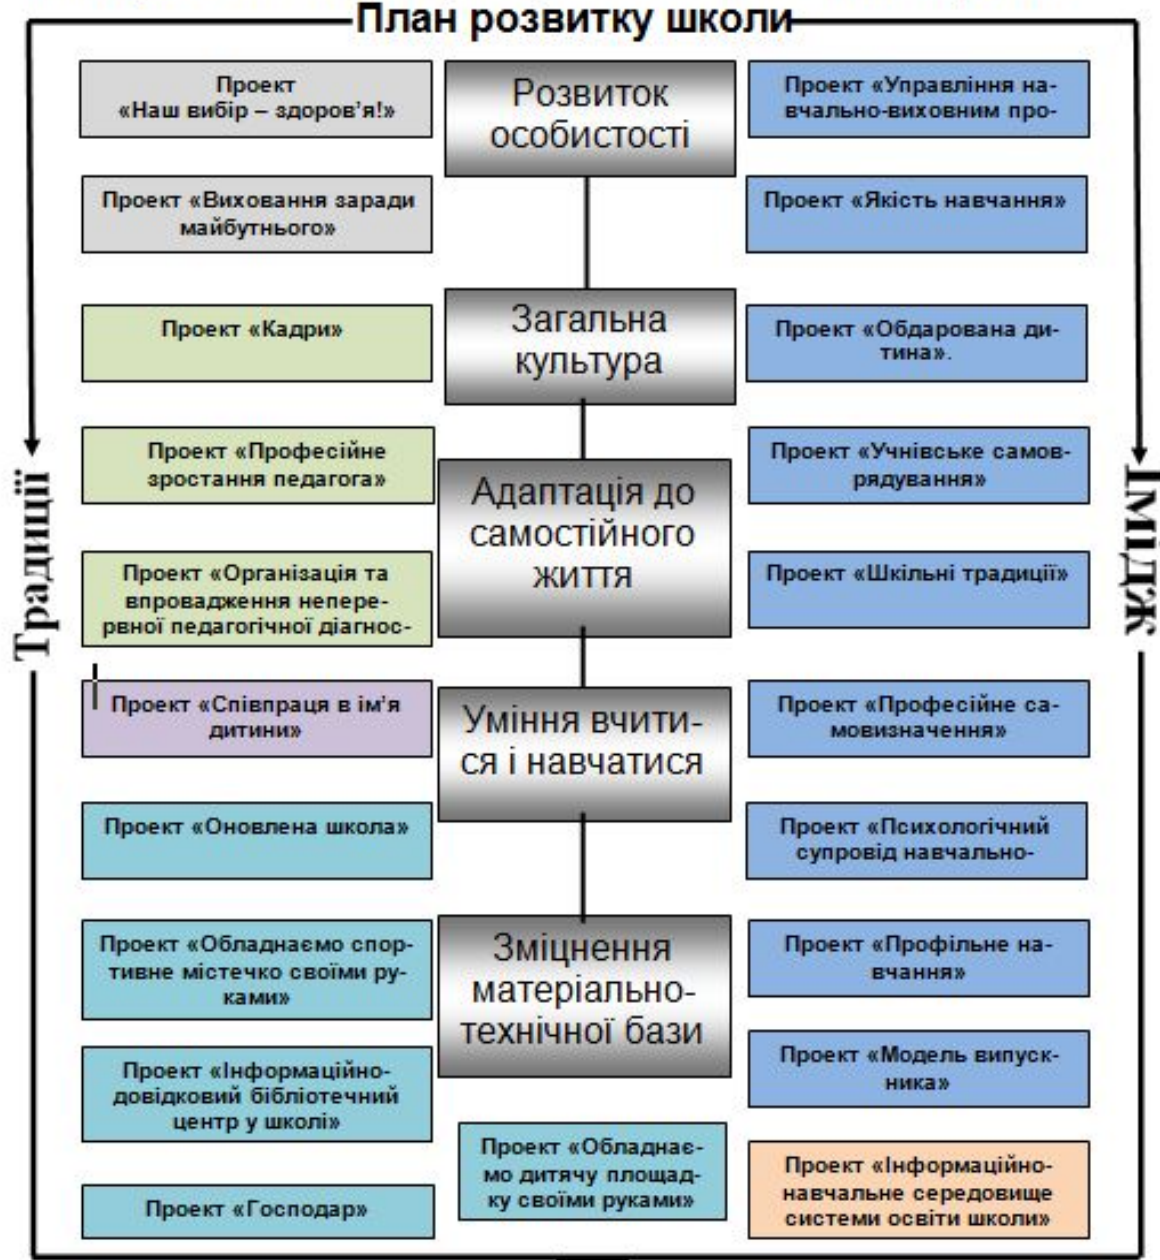 План розвитку школи
Традиції
Проект
«Наш вибір – здоров’я!»
Проект «Виховання заради
майбутнього»
Проект «Кадри»
Проект «Професійне
зростання педагога»
Проект «Організація та
впровадження непере-
рвної педагогічної діагнос-
Проект «Співпраця в ім’я
дитини»
Проект «Оновлена школа»
Проект «Обладнаємо спор-
тивне містечко своїми ру-
ками»
Проект «Інформаційно-
довідковий бібліотечний
центр у школі»
Проект «Господар»
Розвиток
особистості
Загальна
культура
Адаптація до
самостійного
життя
Уміння вчити-
ся і навчатися
Зміцнення
матеріально-
технічної бази
Проект «Обладнає-
мо дитячу площад-
ку своїми руками»
Проект «Управління на-
вчально-виховним про-
Проект «Якість навчання»
Проект «Обдарована ди-
тина».
Проект «Учнівське самов-
рядування»
Проект «Шкільні традиції»
Проект «Професійне са-
мовизначення»
Проект «Психологічний
супровід навчально-
Проект «Профільне на-
вчання»
Проект «Модель випуск-
ника»
Проект «Інформаційно-
навчальне середовище
системи освіти школи»
ІМІДЖ